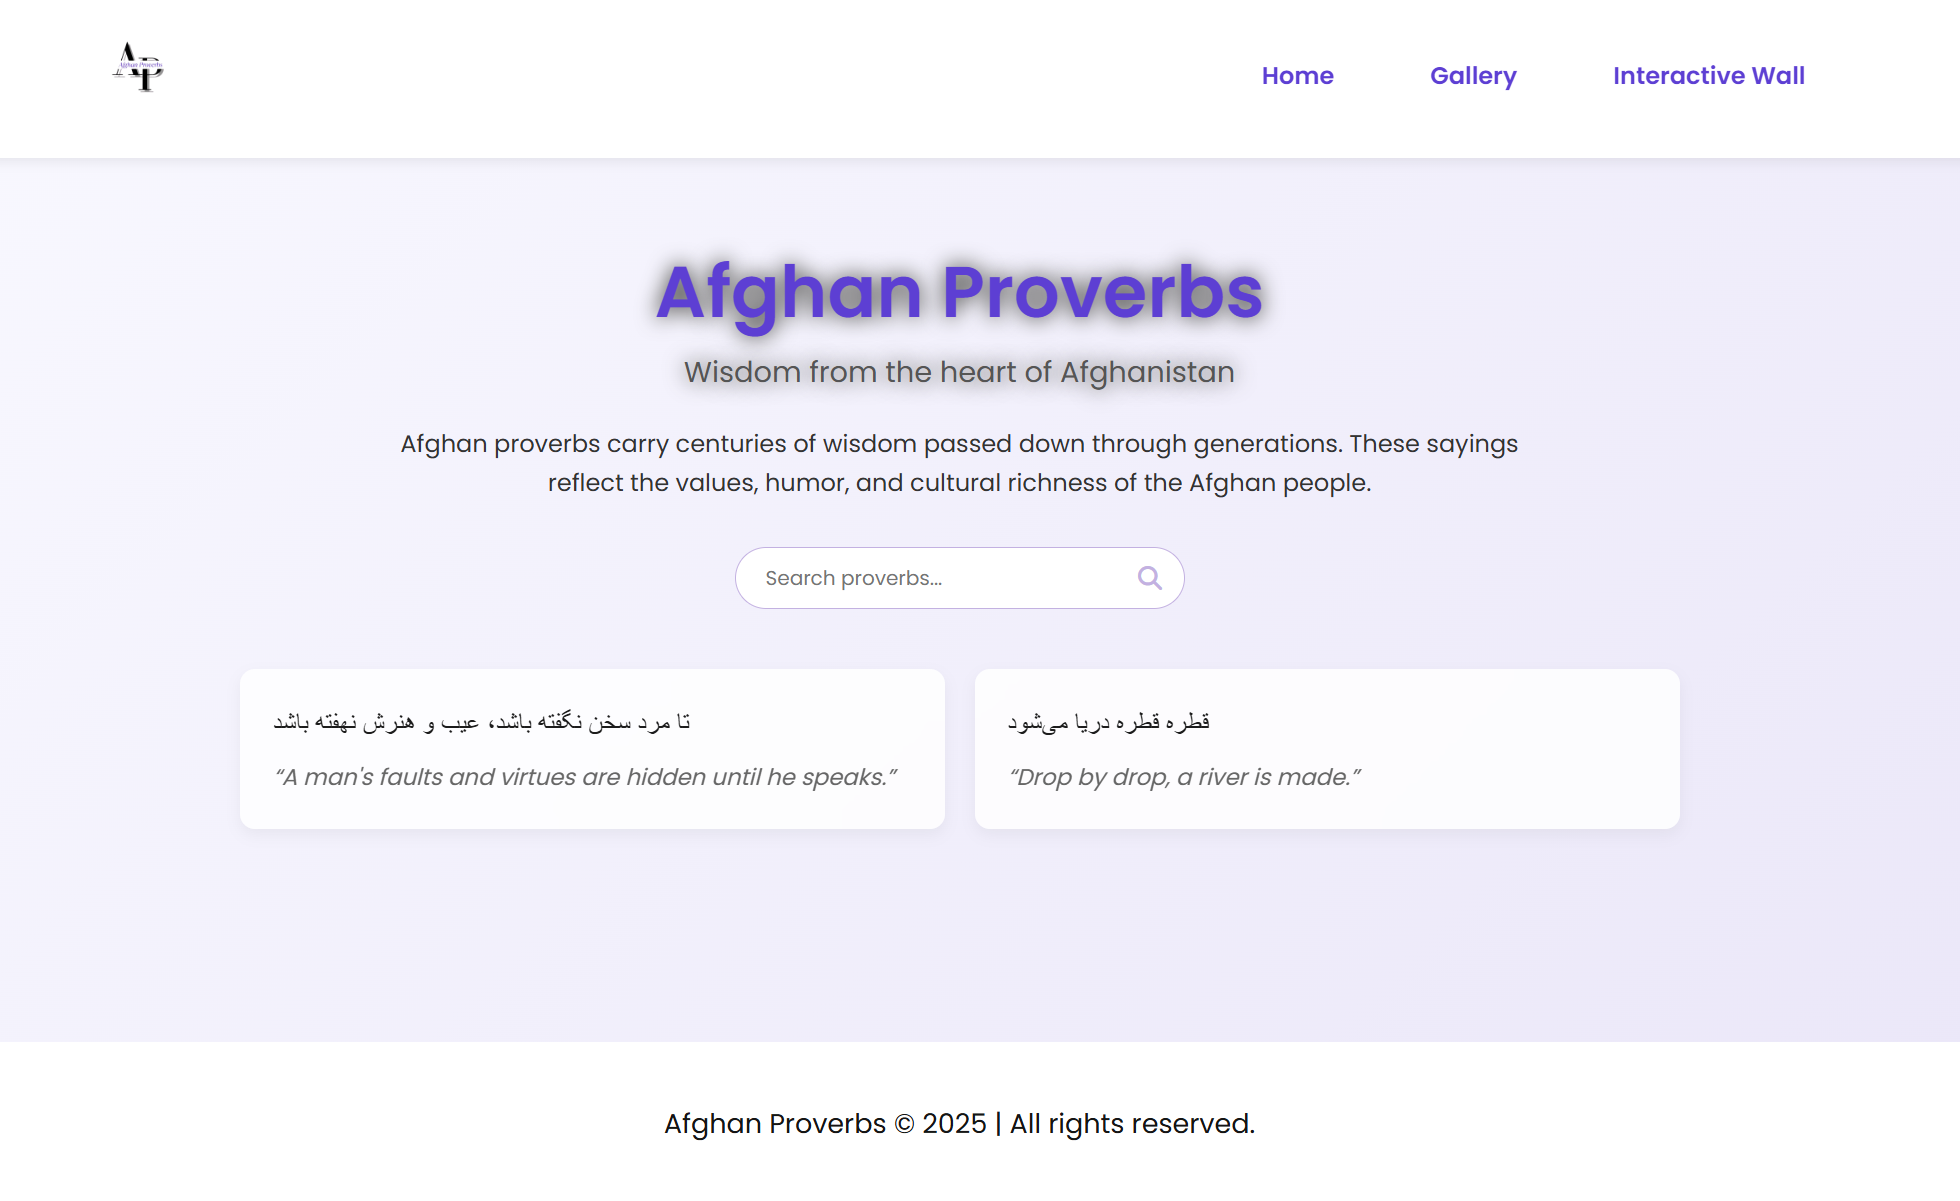 AP
Afghan Proverbs
Home
Gallery
Interactive Wall
Afghan Proverbs
Wisdom from the heart of Afghanistan
Afghan proverbs carry centuries of wisdom passed down through generations. These sayings
reflect the values, humor, and cultural richness of the Afghan people.
Search proverbs...
تا مرد سخن نگفته باشد، عیب و هنرش نهفته باشد
“A man's faults and virtues are hidden until he speaks.”
قطره قطره دریا می‌شود
“Drop by drop, a river is made.”
Afghan Proverbs © 2025 | All rights reserved.